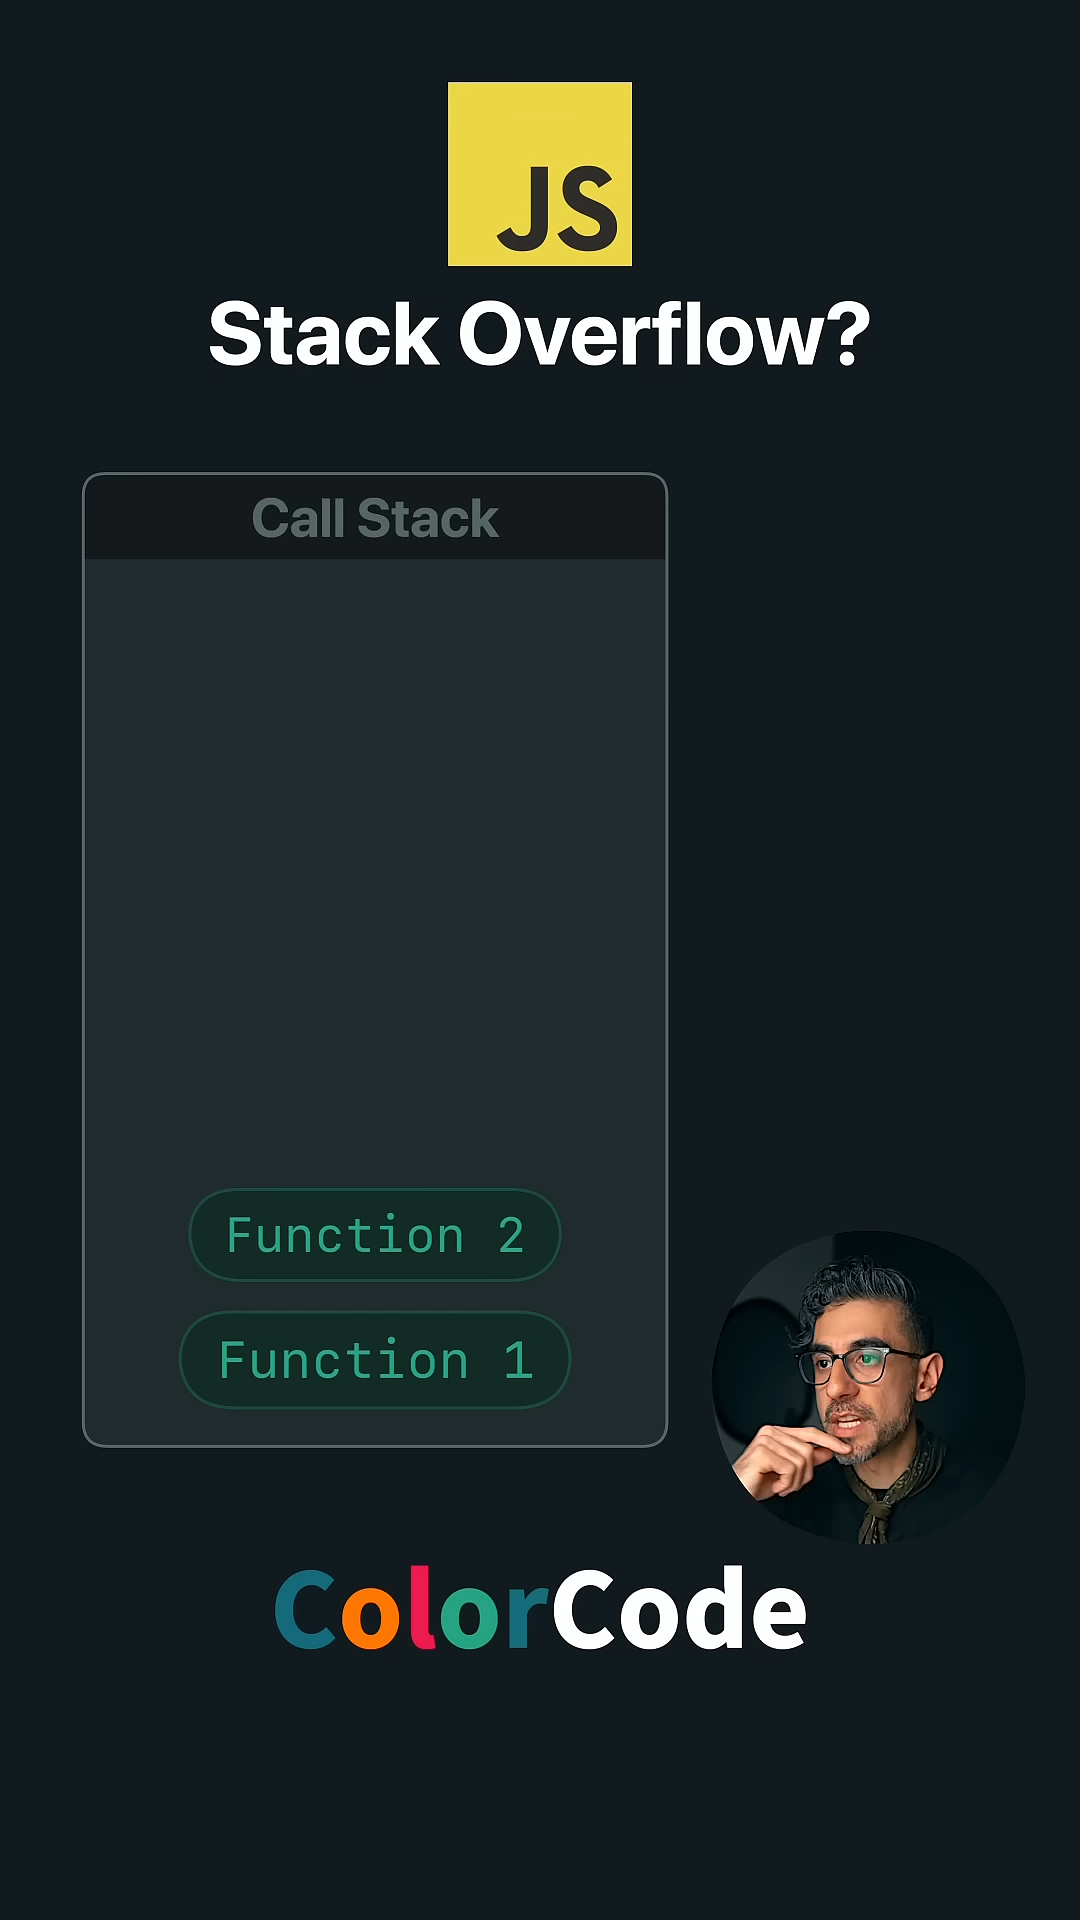 JS
Stack Overflow?
Call Stack
Function 2
Function 1
ColorCode